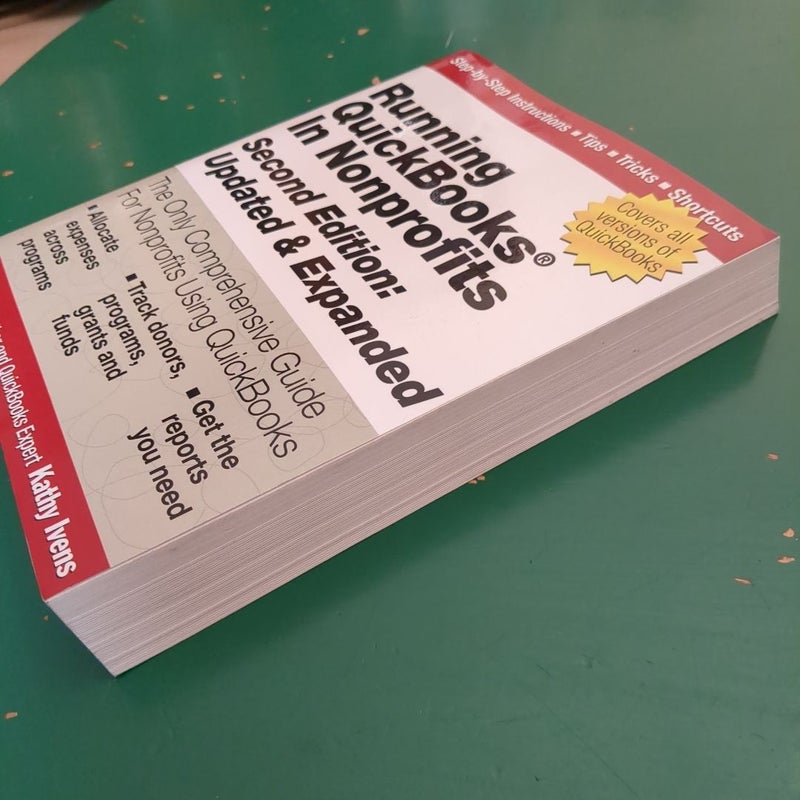 Step-by-Step Instructions ■ Tips ■ Tricks ■ Shortcuts
Running
QuickBooks®
In Nonprofits
Second Edition:
Updated & Expanded
Covers all
versions of
QuickBooks
The Only Comprehensive Guide
For Nonprofits Using QuickBooks
■ Allocate
expenses
across
programs
■ Track donors,
programs,
grants and
funds
■ Get the
reports
you need
and QuickBooks Expert Kathy Ivens